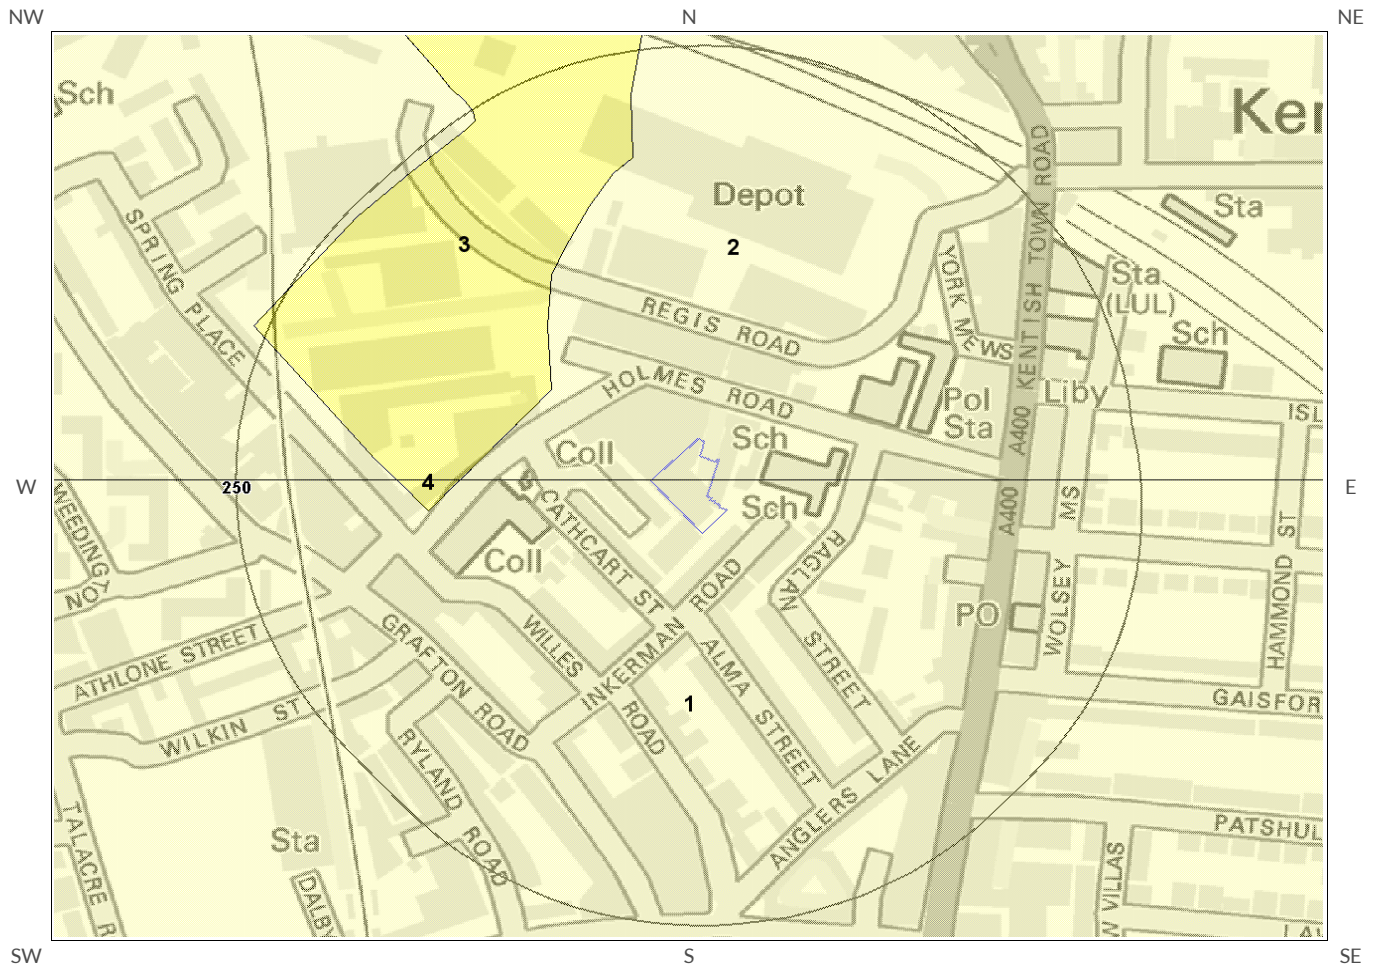 NW
N
NE
Sch
Ker
Depot
ROAD
TOWN
KENTISH
A400
Sta
SPRING PLACE
3
2
YORK MEWS
Sta
(LUL)
Sch
REGIS ROAD
HOLMES ROAD
Pol
Sta
Liby
ISL
Coll
Sch
W
250
4
E
Sch
A400
MS
WOLSEY
HAMMOND ST
CATHCART ST
Coll
RAGLAN STREET
PO
ATHLONE STREET
WILKIN ST
GRAFTON ROAD
WILLES ROAD
INKERMAN ROAD
ALMA STREET
1
GAISFOR
RYLAND ROAD
ANGLERS LANE
PATSHUL
TALACRE R
Sta
DALBY
W VILLAS
SW
S
SE